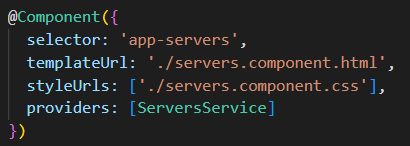 @Component({
  selector: 'app-servers',
  templateUrl: './servers.component.html',
  styleUrls: ['./servers.component.css'],
  providers: [ServersService]
})